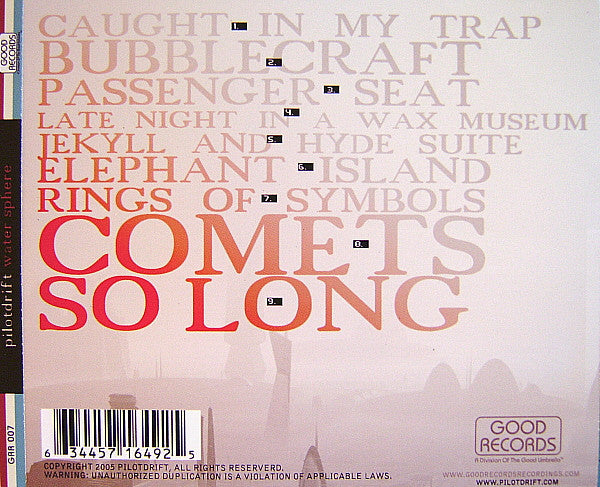 CAUGHT IN MY TRAP
1.
BUBBLECRAFT
2.
PASSENGER SEAT
3.
LATE NIGHT IN A WAX MUSEUM
4.
JEKYLL AND HYDE SUITE
5.
ELEPHANT ISLAND
6.
RINGS OF SYMBOLS
7.
COMETS
8.
SO LONG
9.
GOOD
RECORDS
pilotdrift water sphere
GRR 007
6 34457 16492 5
COPYRIGHT 2005 PILOTDRIFT, ALL RIGHTS RESERVERD.
WARNING: UNAUTHORIZED DUPLICATION IS A VIOLATION OF APPLICABLE LAWS.
GOOD
RECORDS
A Division Of The Good Umbrella
WWW.GOODRECORDSRECORDINGS.COM
WWW.PILOTDRIFT.COM